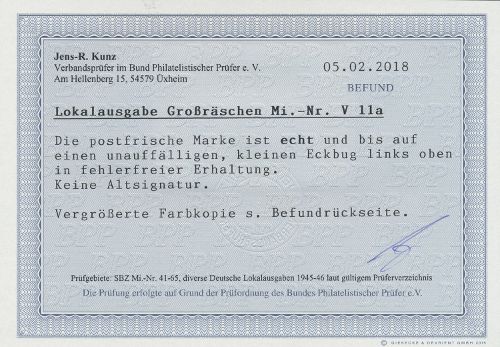 Jens-R. Kunz
Verbandsprüfer im Bund Philatelistischer Prüfer e. V.
Am Hellenberg 15, 54579 Üxheim
05.02.2018
BEFUND
Lokalausgabe Großräschen Mi.-Nr. V 11a
Die postfrische Marke ist echt und bis auf
einen unauffälligen, kleinen Eckbug links oben
in fehlerfreier Erhaltung.
Keine Altsignatur.
Vergrößerte Farbkopie s. Befundrückseite.
Prüfgebiete: SBZ Mi.-Nr. 41-65, diverse Deutsche Lokalausgaben 1945-46 laut gültigem Prüferverzeichnis
Die Prüfung erfolgte auf Grund der Prüfordnung des Bundes Philatelistischer Prüfer e.V.
© GIESECKE & DEVRIENT GMBH